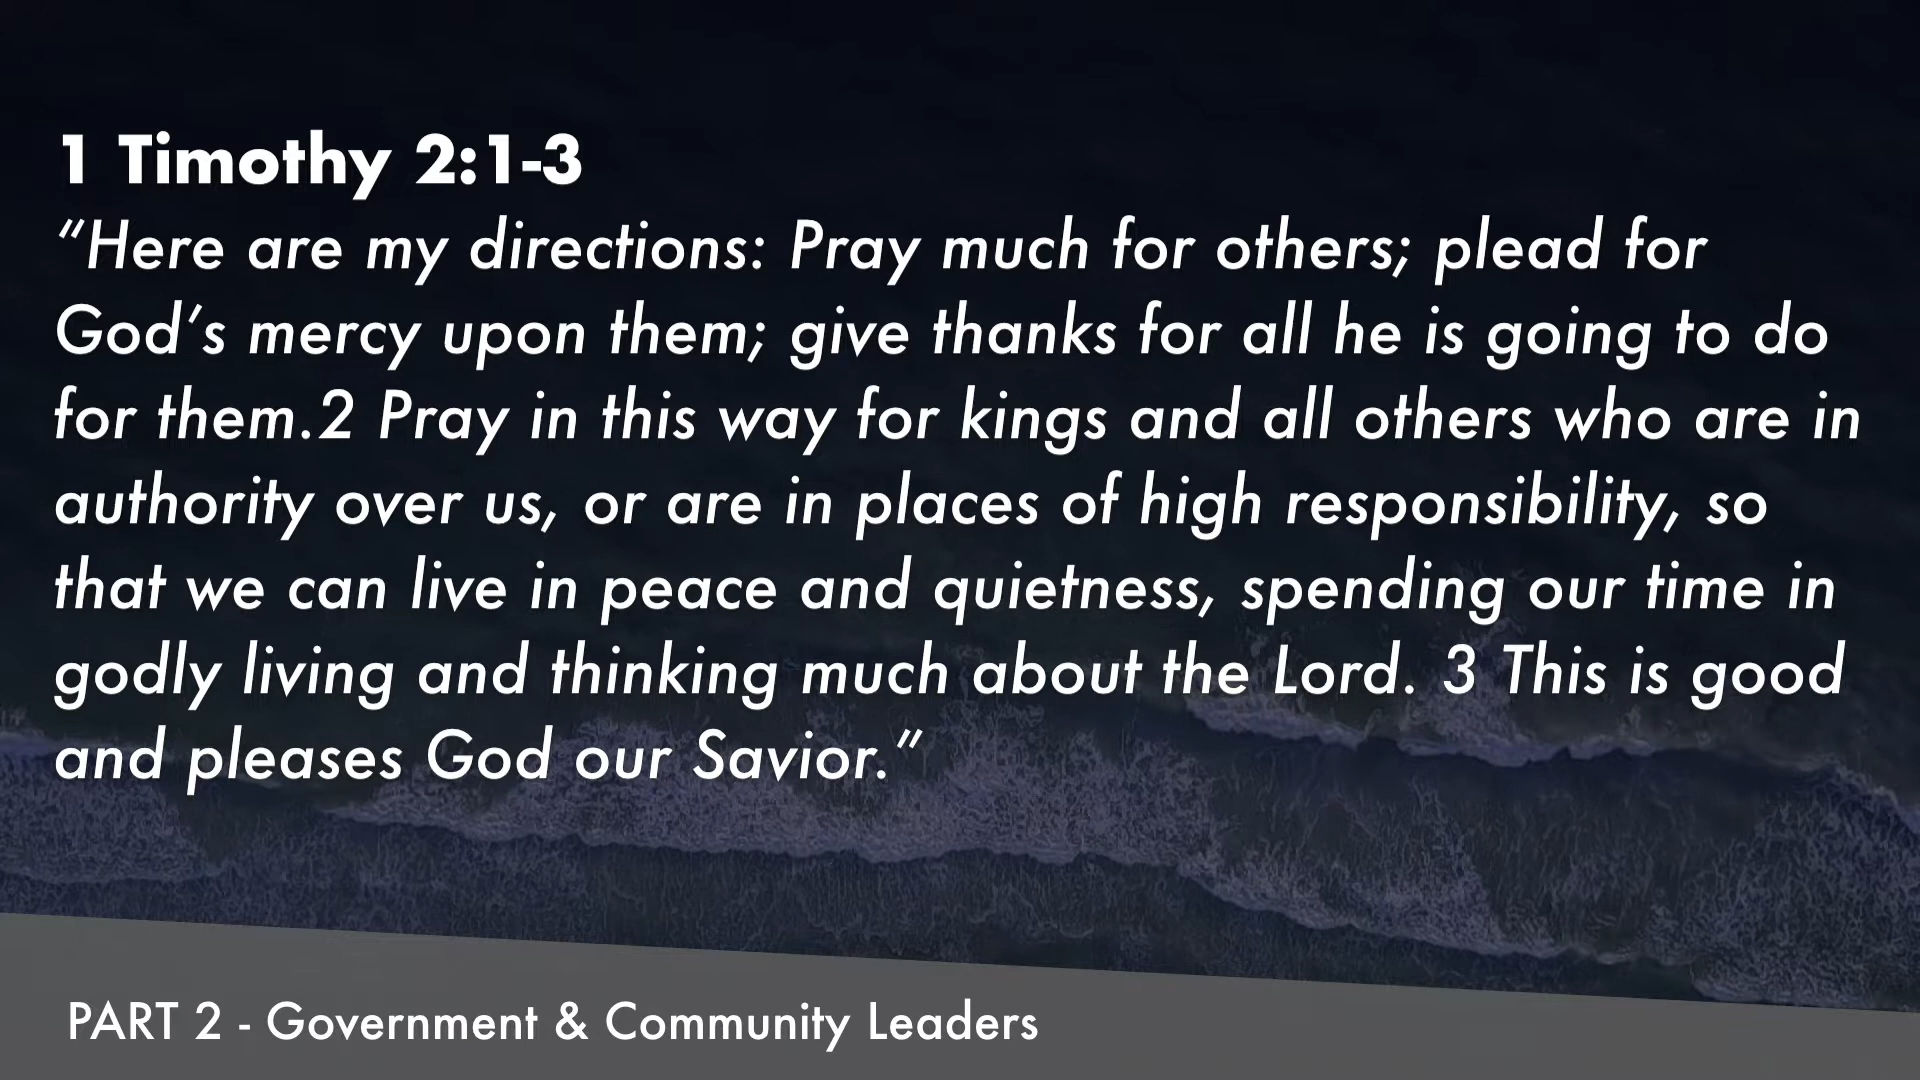 1 Timothy 2:1-3
“Here are my directions: Pray much for others; plead for
God’s mercy upon them; give thanks for all he is going to do
for them.2 Pray in this way for kings and all others who are in
authority over us, or are in places of high responsibility, so
that we can live in peace and quietness, spending our time in
godly living and thinking much about the Lord. 3 This is good
and pleases God our Savior.”
PART 2 - Government & Community Leaders